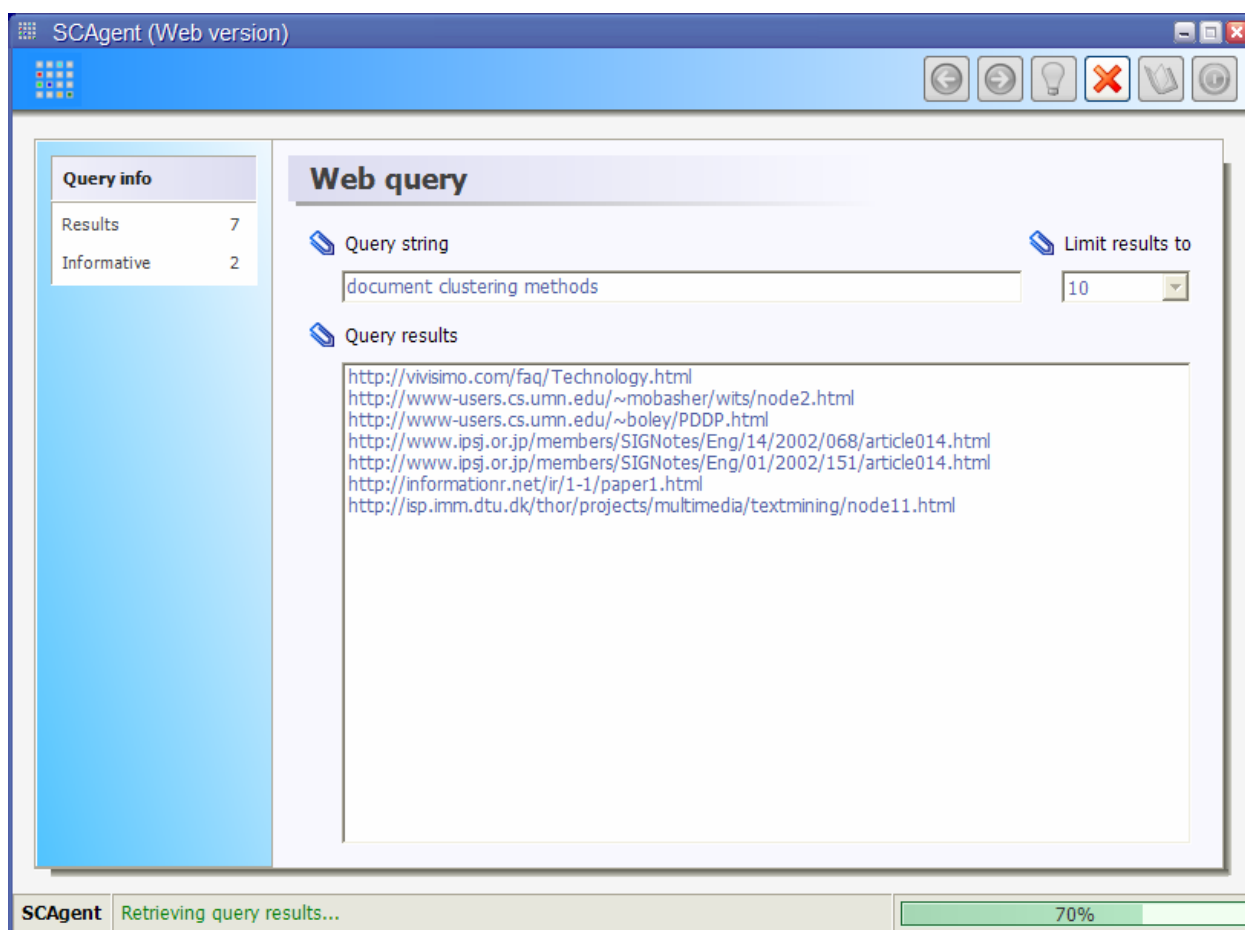 SCAgent (Web version)
Query info
Results 7
Informative 2
Web query
Query string
Limit results to
document clustering methods
10
Query results
http://vivisimo.com/faq/Technology.html
http://www-users.cs.umn.edu/~mobasher/wits/node2.html
http://www-users.cs.umn.edu/~boley/PDDP.html
http://www.ipsj.or.jp/members/SIGNotes/Eng/14/2002/068/article014.html
http://www.ipsj.or.jp/members/SIGNotes/Eng/01/2002/151/article014.html
http://informationr.net/ir/1-1/paper1.html
http://isp.imm.dtu.dk/thor/projects/multimedia/textmining/node11.html
SCAgent Retrieving query results... 70%